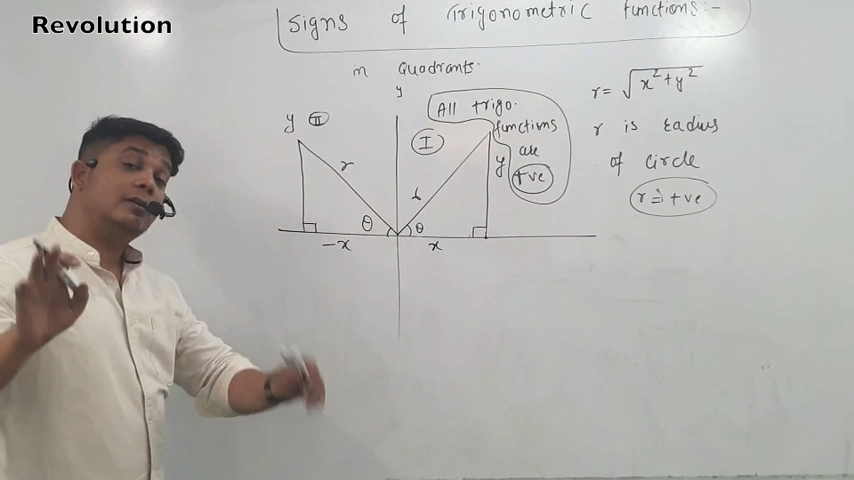 Revolution
Signs of Trigonometric functions:-
in Quadrants.
y
y II
r
θ
-x
I
r
θ
x
y
All trigo.
functions
are
+ve
r = √x²+y²
r is radius
of circle
r ⇒ +ve